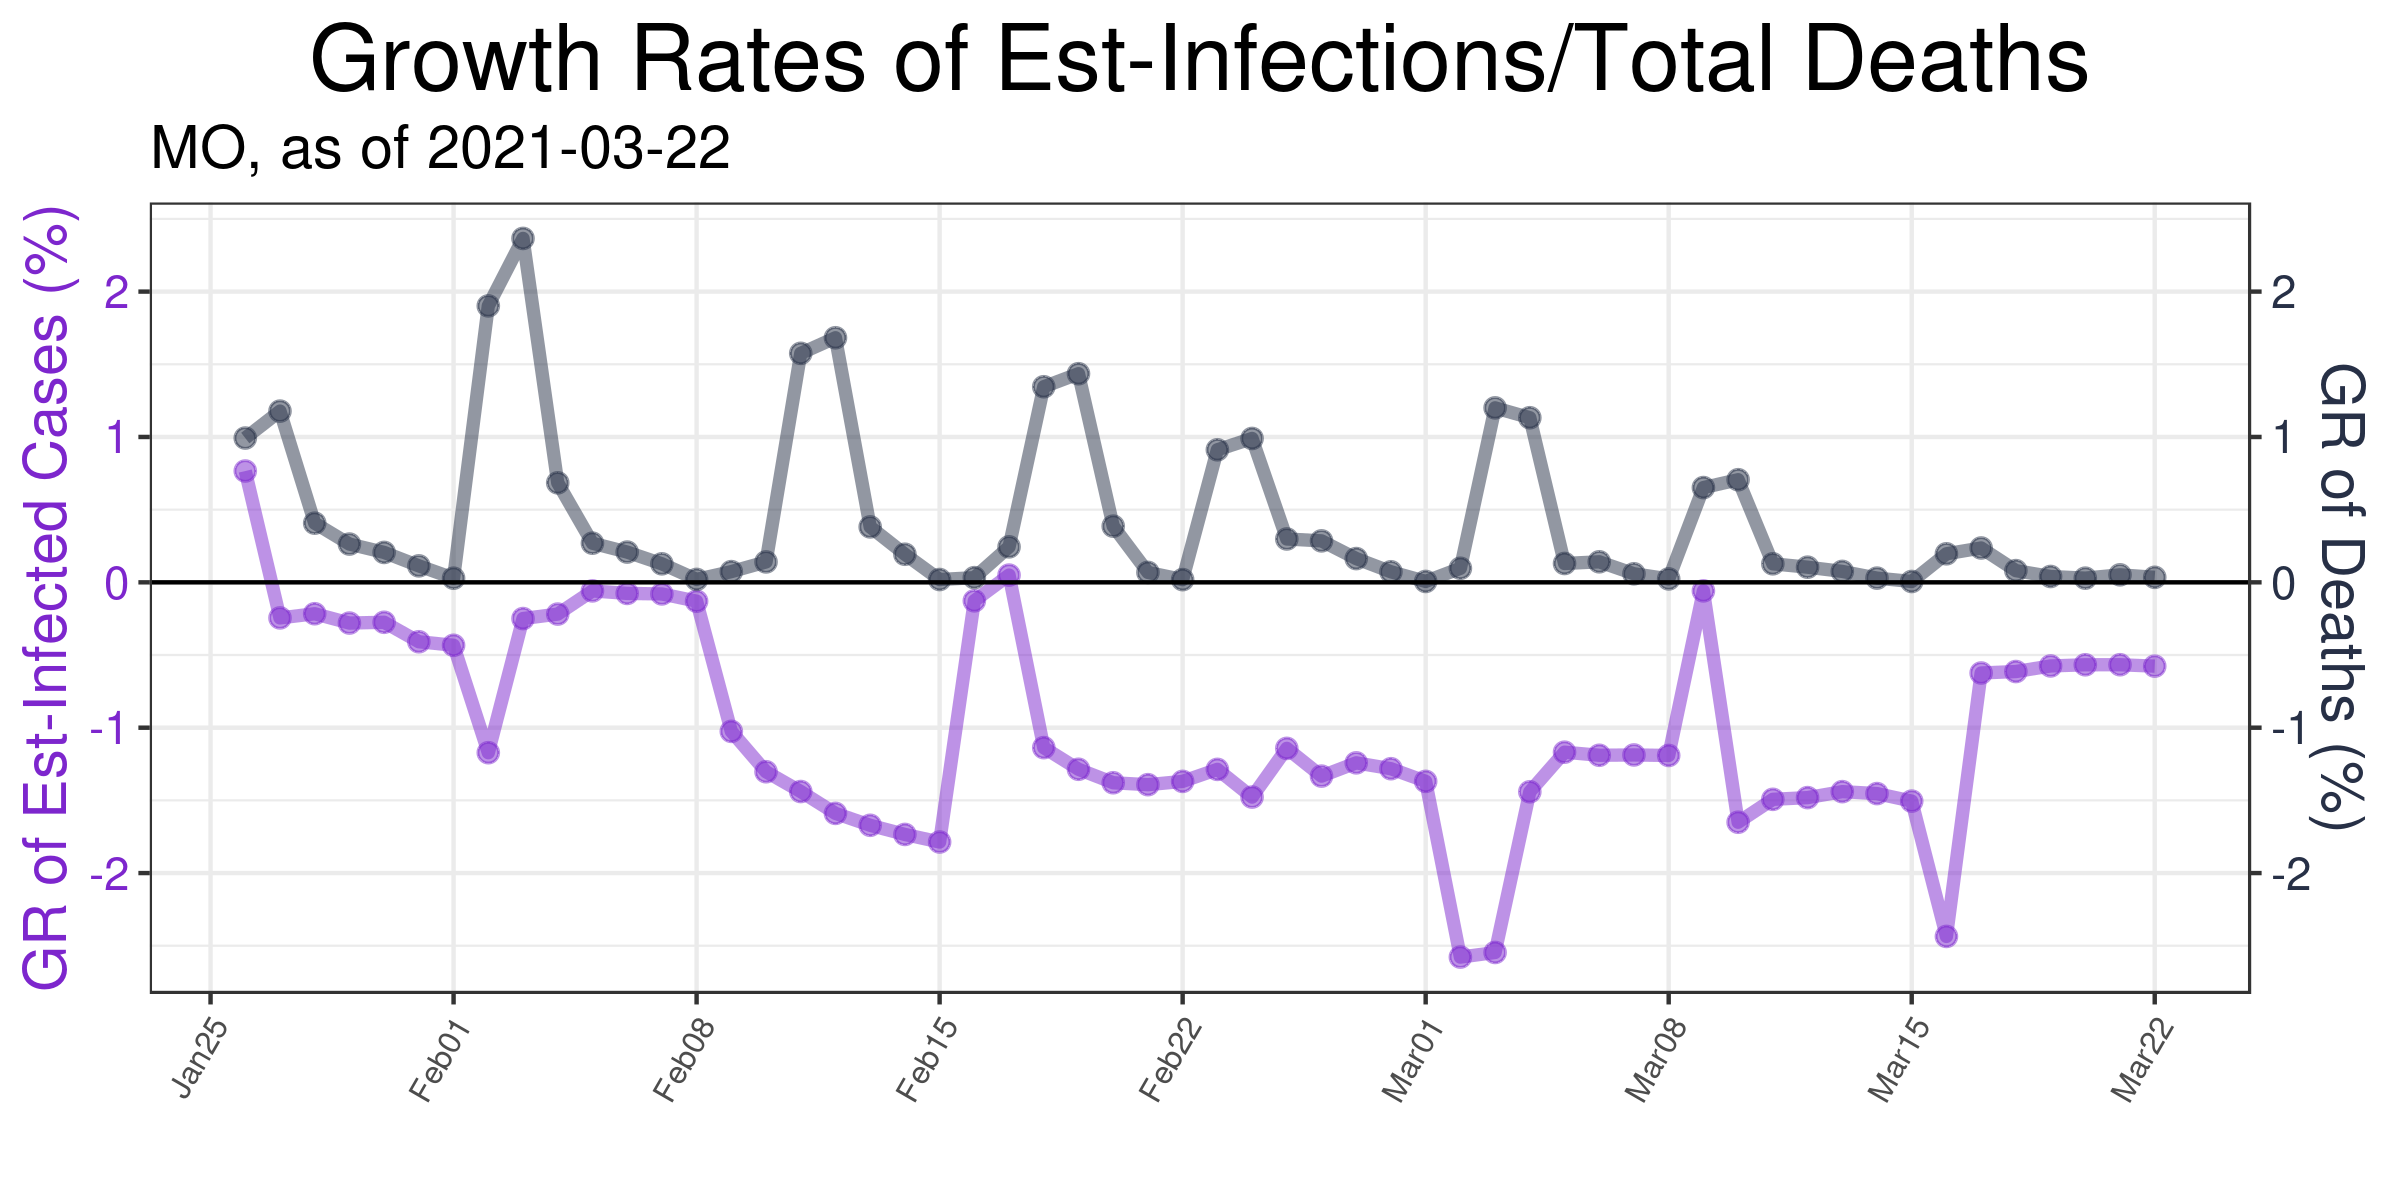 Growth Rates of Est-Infections/Total Deaths
MO, as of 2021-03-22
GR of Est-Infected Cases (%)
2
1
0
-1
-2
2
1
0
-1
-2
GR of Deaths (%)
Jan25
Feb01
Feb08
Feb15
Feb22
Mar01
Mar08
Mar15
Mar22